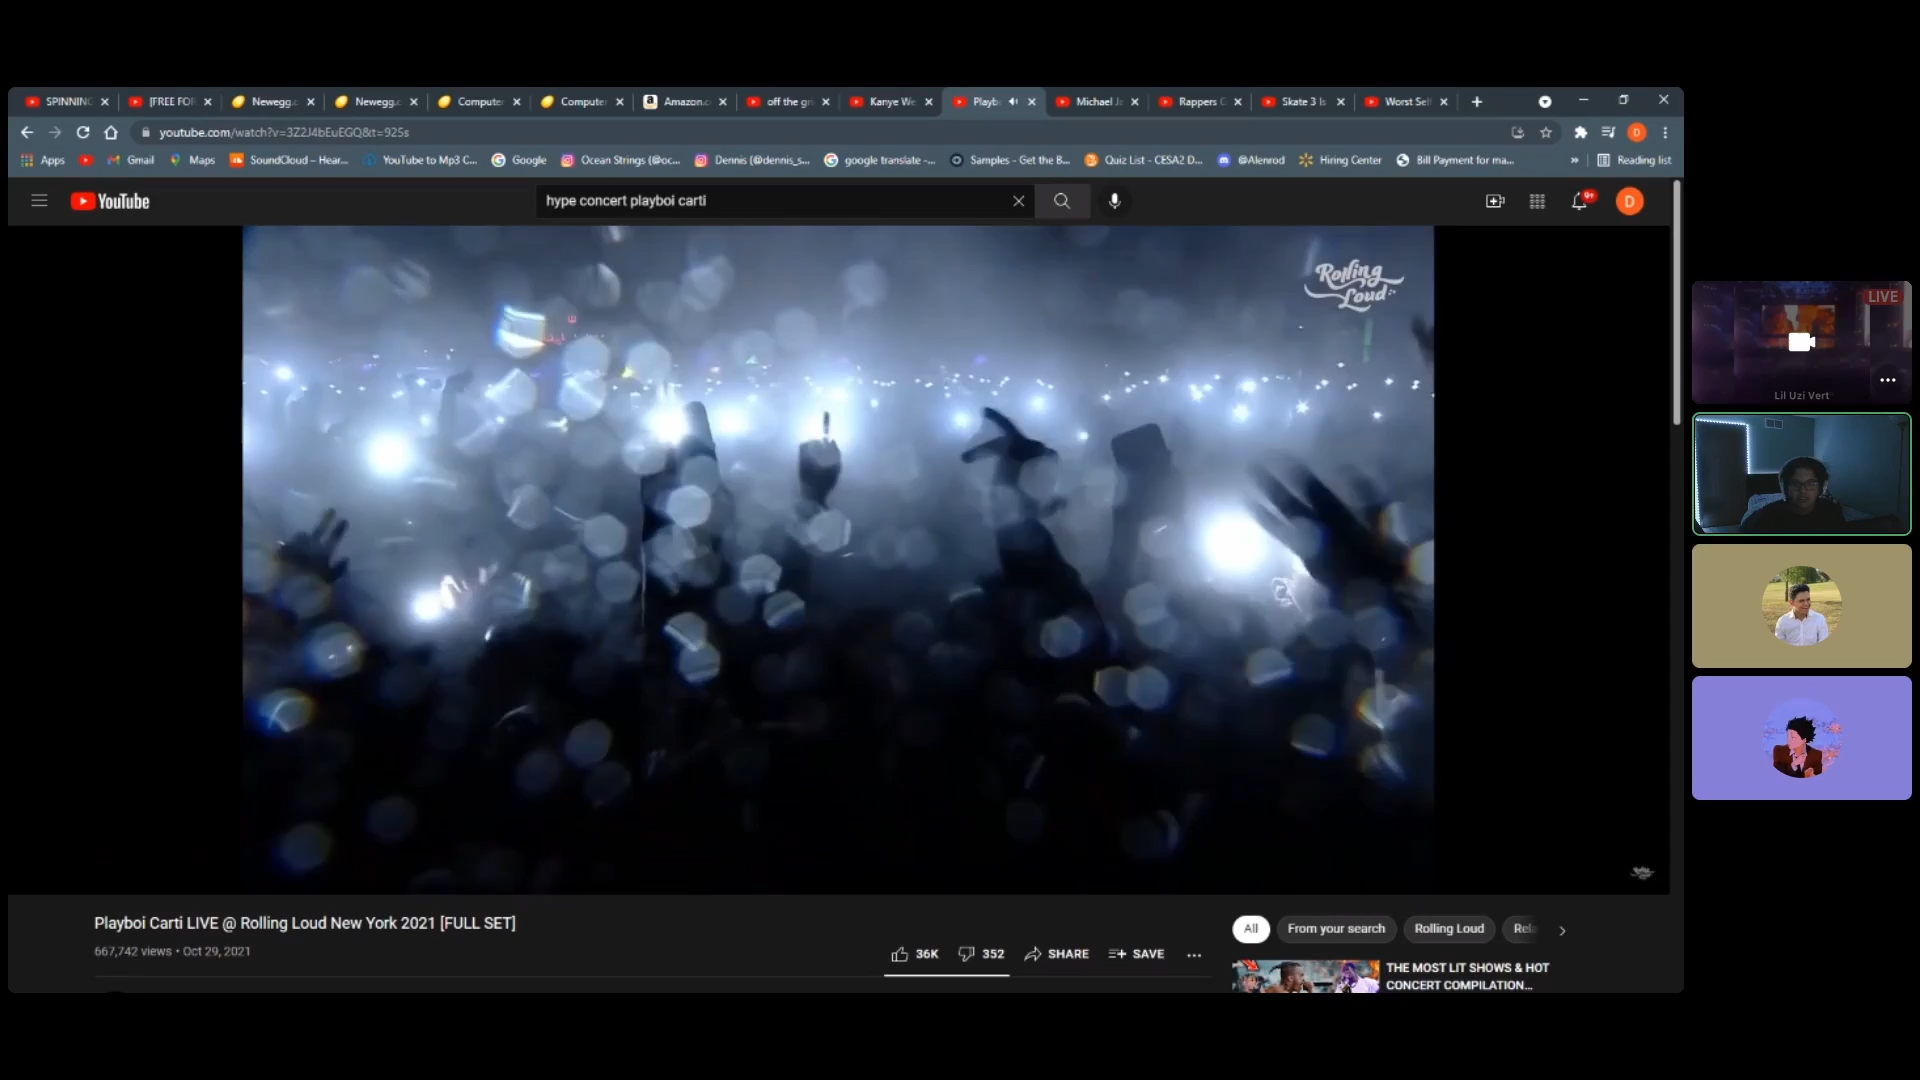 SPINNING
[FREE FOR
Newegg.c
Newegg.c
Computer
Computer
Amazon.c
off the gr
Kanye We
Playb
Michael J
Rappers
Skate 3 Is
Worst Sel
youtube.com/watch?v=3Z2J4bEuEGQ&t=925s
D
Apps
Gmail
Maps
SoundCloud – Hear...
YouTube to Mp3 C...
Google
Ocean Strings (@oc...
Dennis (@dennis_s...
google translate -...
Samples - Get the B...
Quiz List - CESA2 D...
@Alenrod
Hiring Center
Bill Payment for ma...
»
Reading list
YouTube
hype concert playboi carti
9+
D
Rolling
Loud
LIVE
Lil Uzi Vert
Playboi Carti LIVE @ Rolling Loud New York 2021 [FULL SET]
667,742 views • Oct 29, 2021
36K
352
SHARE
SAVE
All
From your search
Rolling Loud
Rela
THE MOST LIT SHOWS & HOT
CONCERT COMPILATION...